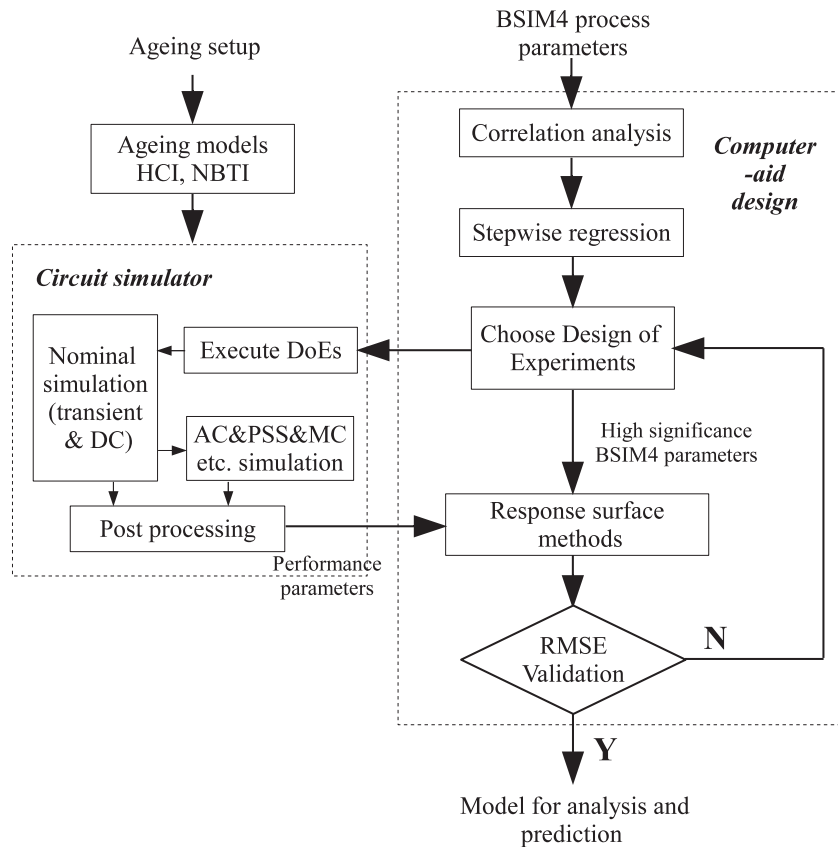 Ageing setup
Ageing models
HCI, NBTI
Circuit simulator
Nominal
simulation
(transient
& DC)
Execute DoEs
AC&PSS&MC
etc. simulation
Post processing
Performance
parameters
BSIM4 process
parameters
Correlation analysis
Computer
-aid
design
Stepwise regression
Choose Design of
Experiments
High significance
BSIM4 parameters
Response surface
methods
RMSE
Validation
N
Y
Model for analysis and
prediction